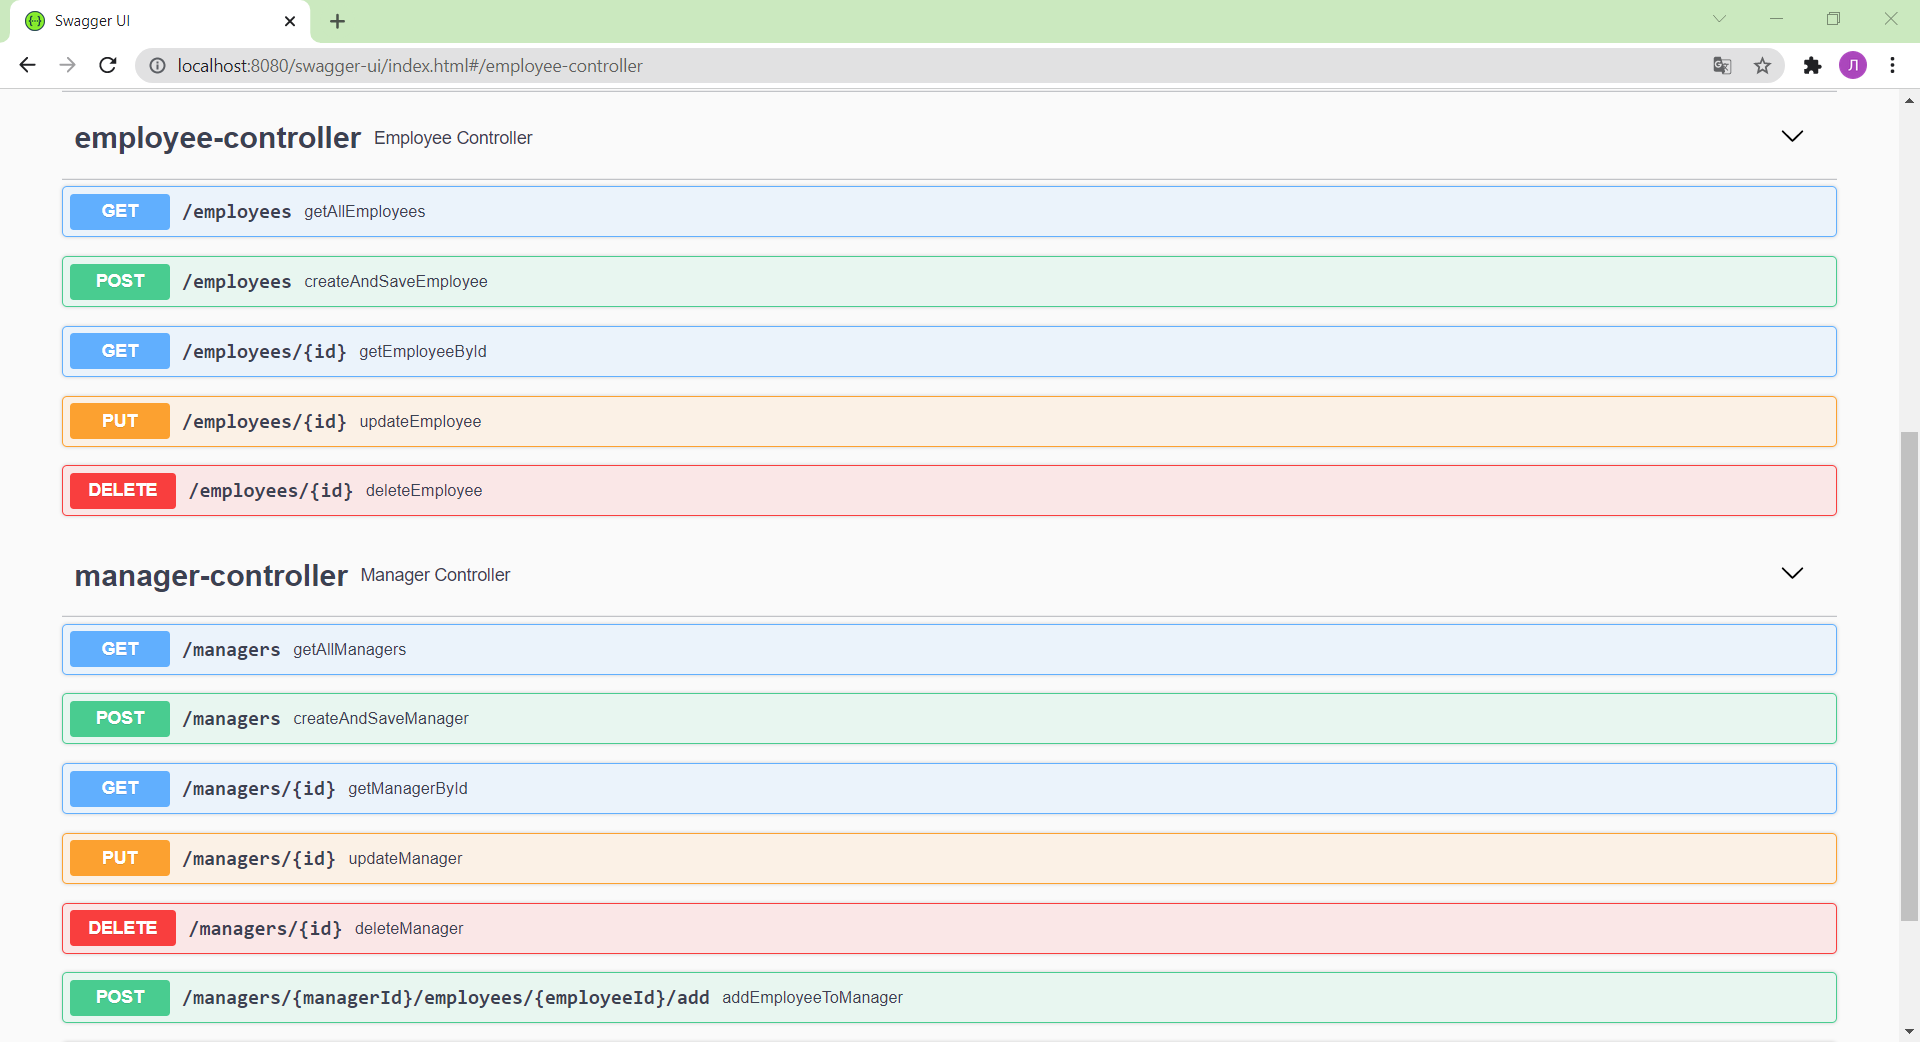 Swagger UI
localhost:8080/swagger-ui/index.html#/employee-controller
Л
employee-controller Employee Controller
GET /employees getAllEmployees
POST /employees createAndSaveEmployee
GET /employees/{id} getEmployeeById
PUT /employees/{id} updateEmployee
DELETE /employees/{id} deleteEmployee
manager-controller Manager Controller
GET /managers getAllManagers
POST /managers createAndSaveManager
GET /managers/{id} getManagerById
PUT /managers/{id} updateManager
DELETE /managers/{id} deleteManager
POST /managers/{managerId}/employees/{employeeId}/add addEmployeeToManager